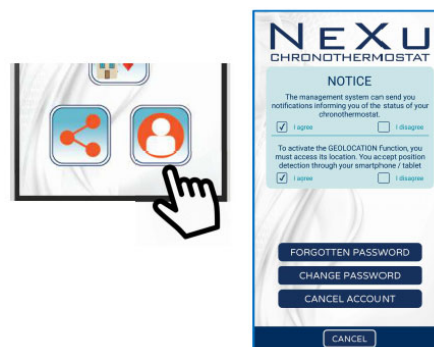 NEXU
CHRONOTHERMOSTAT
NOTICE
The management system can send you
notifications informing you of the status of your
chronothermostat.
I agree
I disagree
To activate the GEOLOCATION Function, you
must access its location. You accept position
detection through your smartphone / tablet
I agree
I disagree
FORGOTTEN PASSWORD
CHANGE PASSWORD
CANCEL ACCOUNT
CANCEL